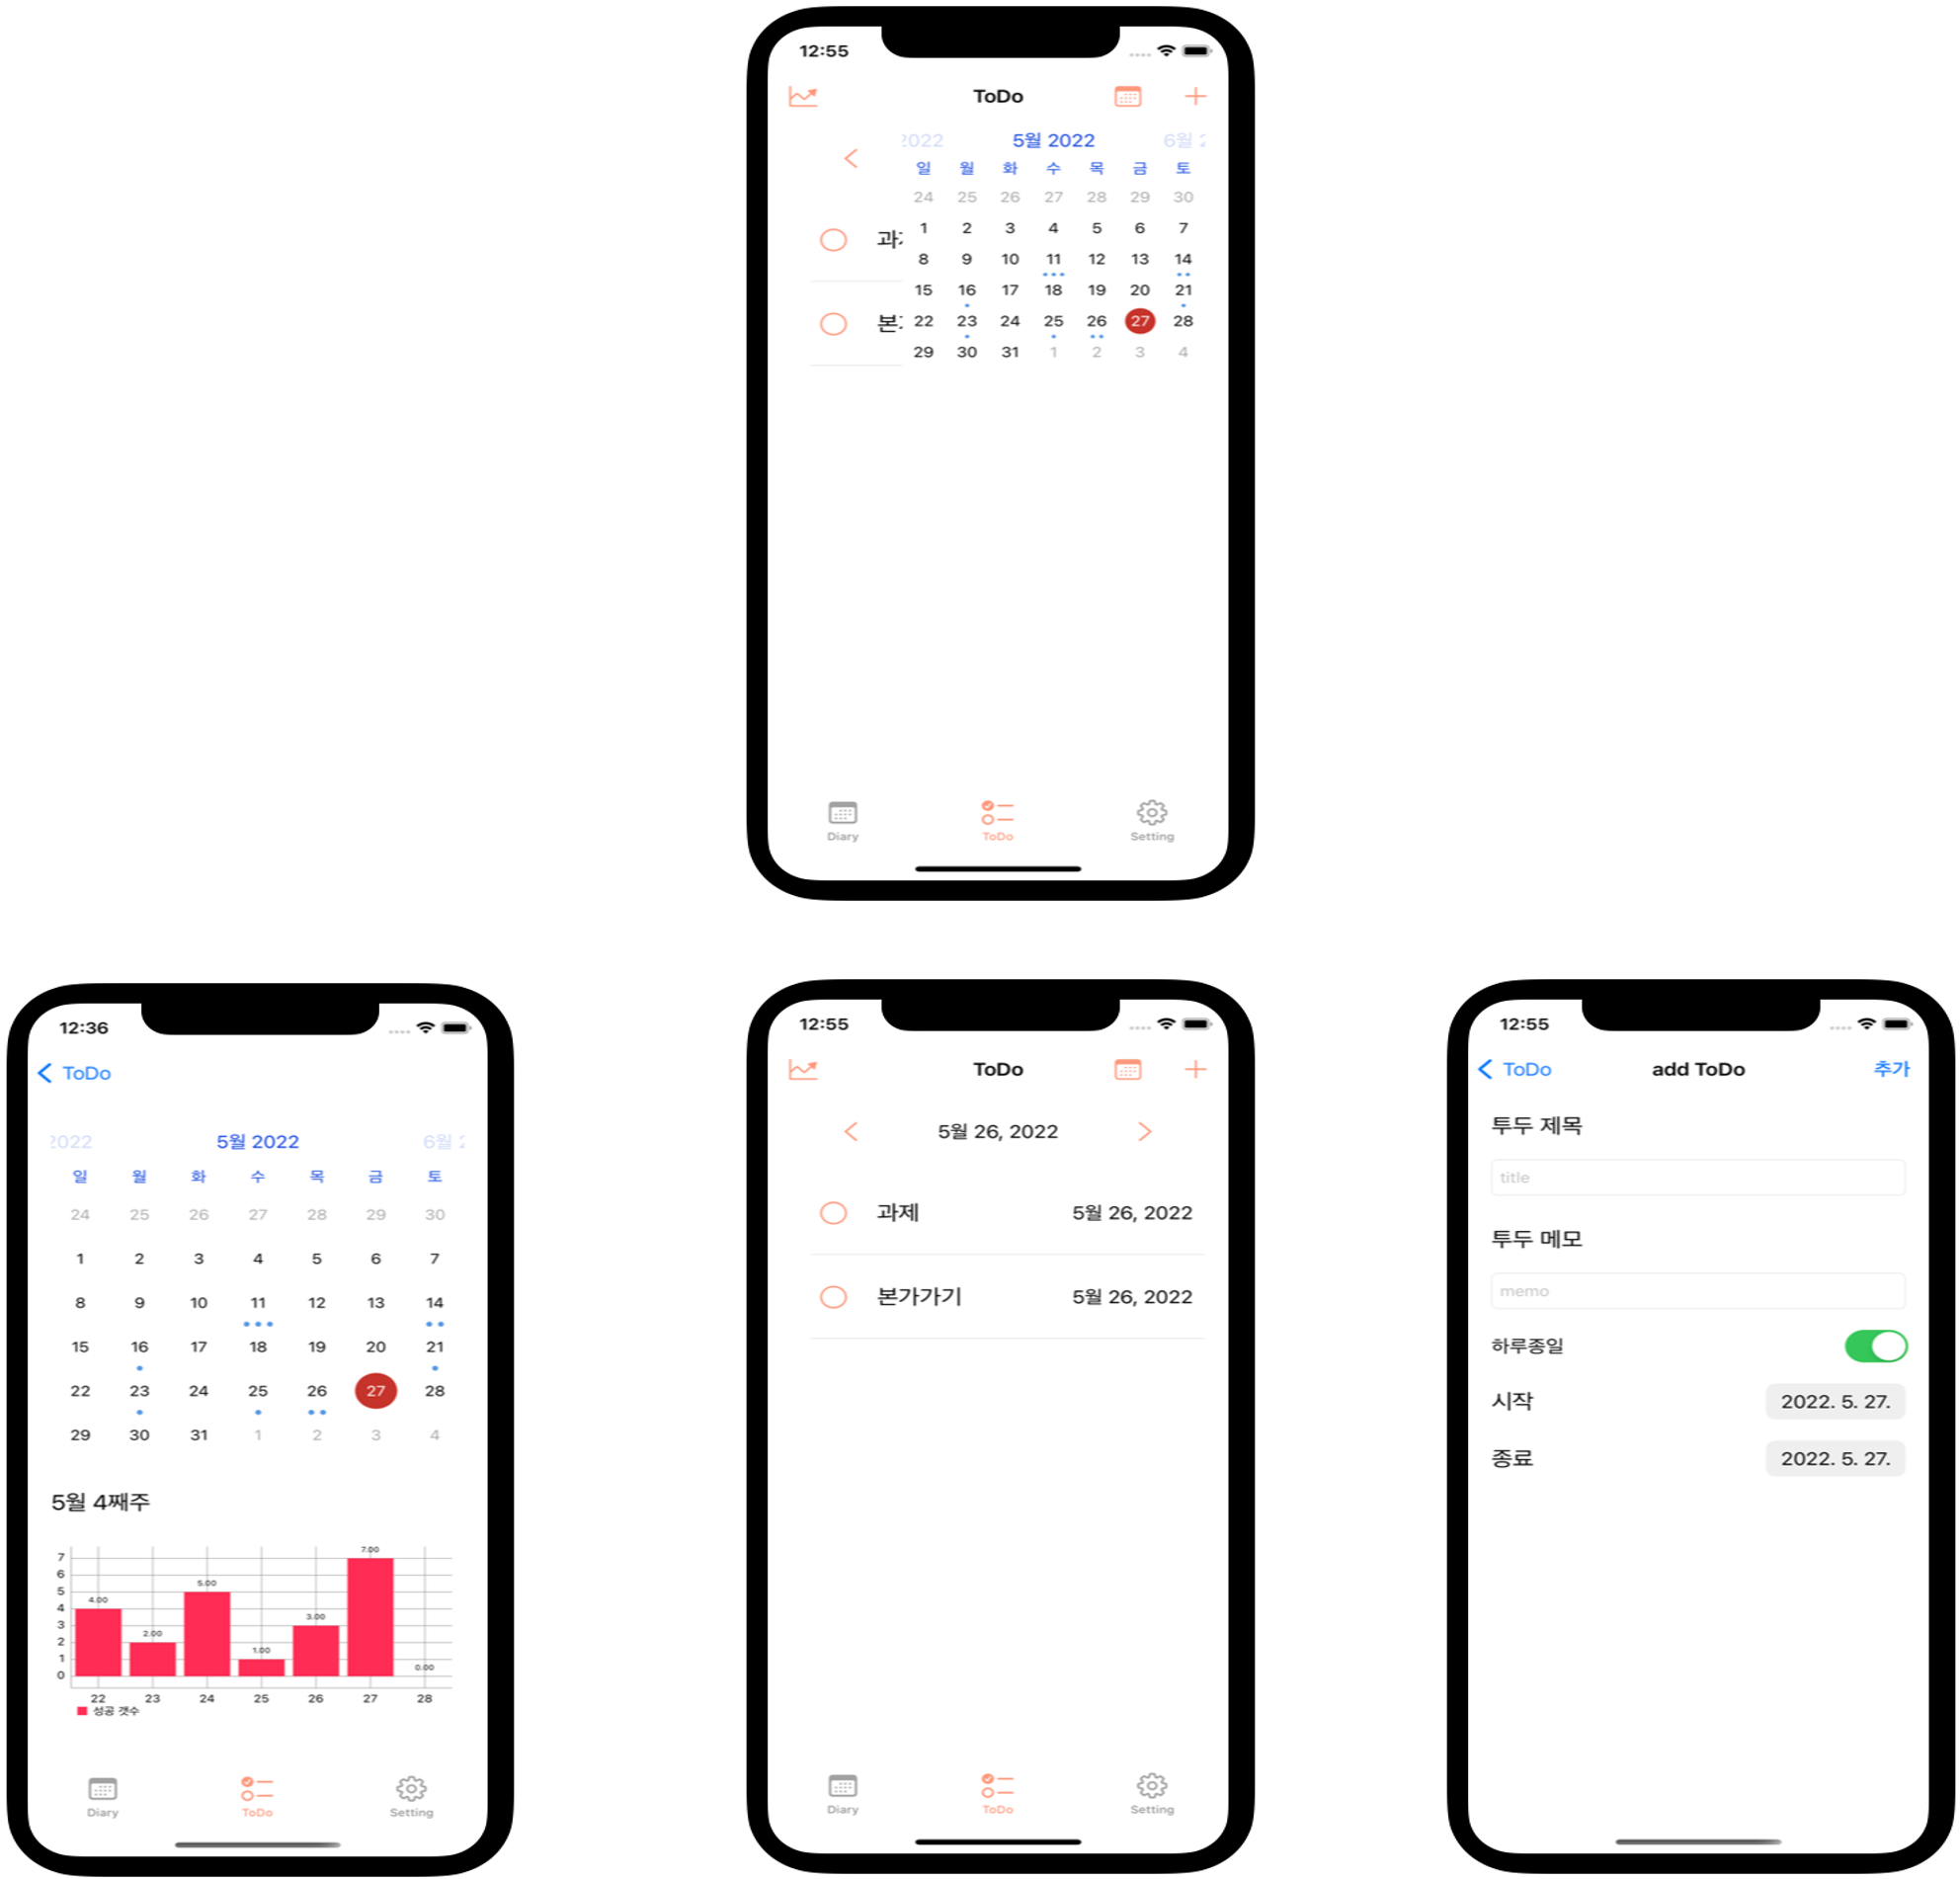 12:55
ToDo
2022 5월 2022 6월 2
일 월 화 수 목 금 토
24 25 26 27 28 29 30
과제 1 2 3 4 5 6 7
8 9 10 11 12 13 14
15 16 17 18 19 20 21
본 22 23 24 25 26 27 28
29 30 31 1 2 3 4
Diary ToDo Setting
12:36
ToDo
2022 5월 2022 6월 2
일 월 화 수 목 금 토
24 25 26 27 28 29 30
1 2 3 4 5 6 7
8 9 10 11 12 13 14
15 16 17 18 19 20 21
22 23 24 25 26 27 28
29 30 31 1 2 3 4
5월 4째주
7
6
5
4
3
2
1
0
4.00 2.00 5.00 1.00 3.00 7.00 0.00
22 23 24 25 26 27 28
성공 갯수
Diary ToDo Setting
12:55
ToDo
5월 26, 2022
과제 5월 26, 2022
본가가기 5월 26, 2022
Diary ToDo Setting
12:55
ToDo add ToDo 추가
투두 제목
title
투두 메모
memo
하루종일
시작 2022. 5. 27.
종료 2022. 5. 27.